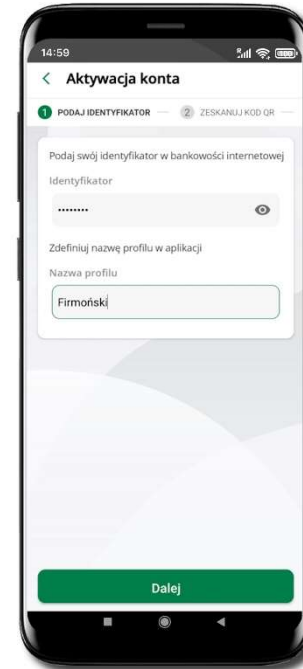 14:59
Aktywacja konta
1 PODAJ IDENTYFIKATOR 2 ZESKANUJ KOD QR
Podaj swój identyfikator w bankowości internetowej
Identyfikator
••••••••
Zdefiniuj nazwę profilu w aplikacji
Nazwa profilu
Firmoński
Dalej